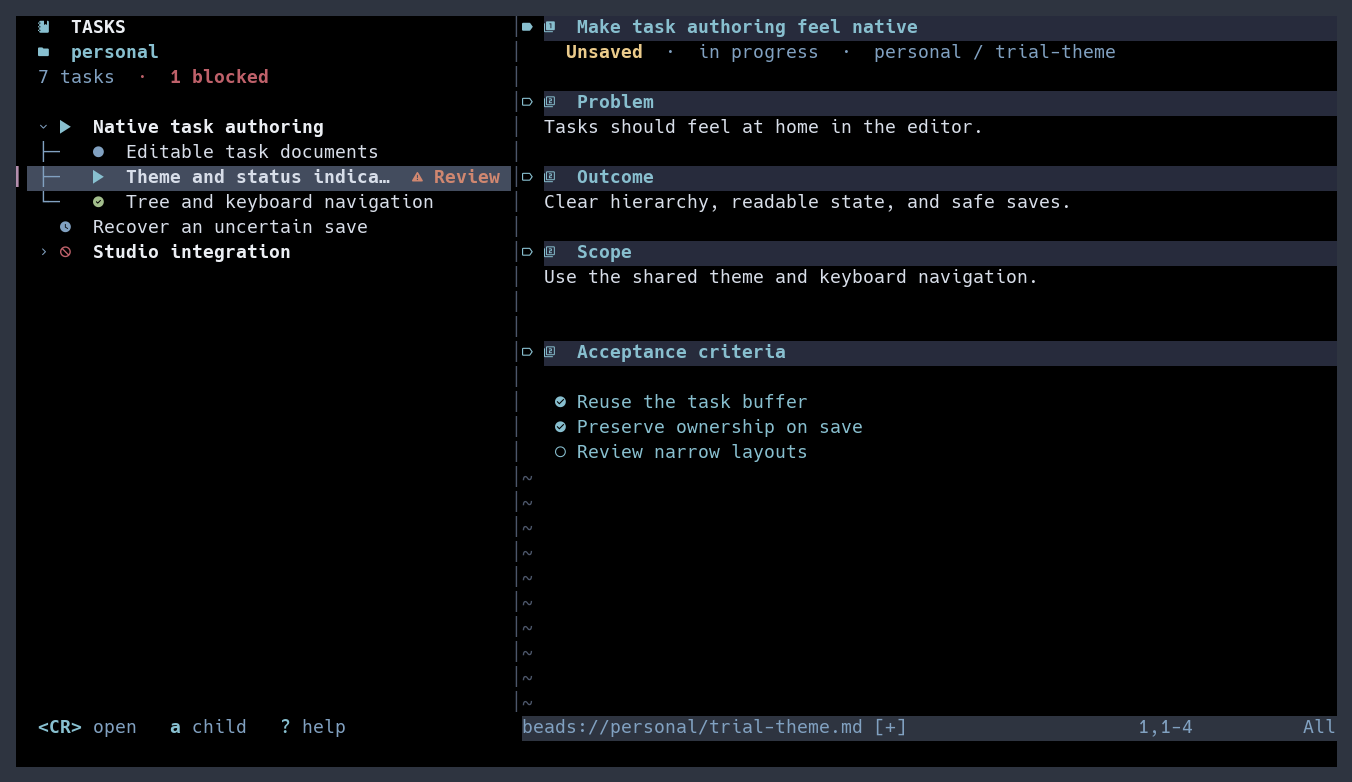 TASKS
personal
7 tasks · 1 blocked
Native task authoring
Editable task documents
Theme and status indica… Review
Tree and keyboard navigation
Recover an uncertain save
Studio integration
<CR> open a child ? help
Make task authoring feel native
Unsaved · in progress · personal / trial-theme
Problem
Tasks should feel at home in the editor.
Outcome
Clear hierarchy, readable state, and safe saves.
Scope
Use the shared theme and keyboard navigation.
Acceptance criteria
Reuse the task buffer
Preserve ownership on save
Review narrow layouts
~
~
~
~
~
~
~
~
~
~
beads://personal/trial-theme.md [+] 1,1-4 All